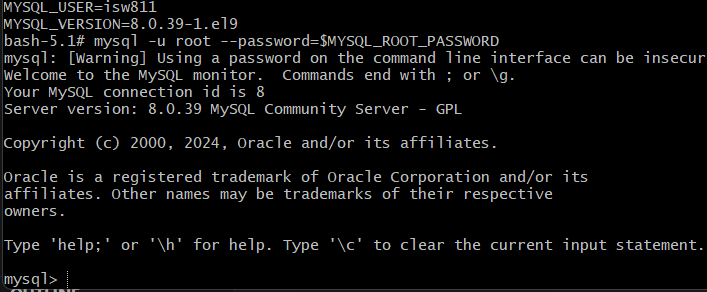 MYSQL_USER=isw811
MYSQL_VERSION=8.0.39-1.el9
bash-5.1# mysql -u root --password=$MYSQL_ROOT_PASSWORD
mysql: [Warning] Using a password on the command line interface can be insecur
Welcome to the MySQL monitor.  Commands end with ; or \g.
Your MySQL connection id is 8
Server version: 8.0.39 MySQL Community Server - GPL
Copyright (c) 2000, 2024, Oracle and/or its affiliates.
Oracle is a registered trademark of Oracle Corporation and/or its
affiliates. Other names may be trademarks of their respective
owners.
Type 'help;' or '\h' for help. Type '\c' to clear the current input statement.
mysql>